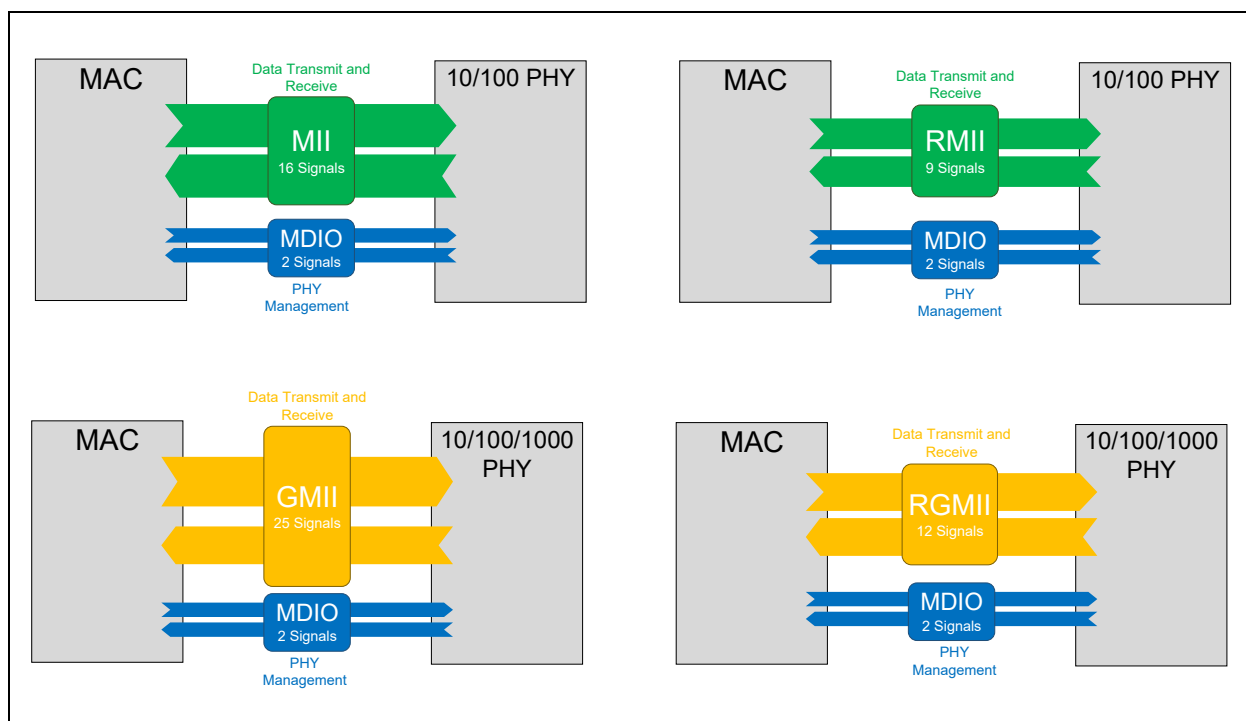 MAC
Data Transmit and
Receive
10/100 PHY
MII
16 Signals
MDIO
2 Signals
PHY
Management
MAC
Data Transmit and
Receive
10/100 PHY
RMII
9 Signals
MDIO
2 Signals
PHY
Management
MAC
Data Transmit and
Receive
10/100/1000
PHY
GMII
25 Signals
MDIO
2 Signals
PHY
Management
MAC
Data Transmit and
Receive
10/100/1000
PHY
RGMII
12 Signals
MDIO
2 Signals
PHY
Management